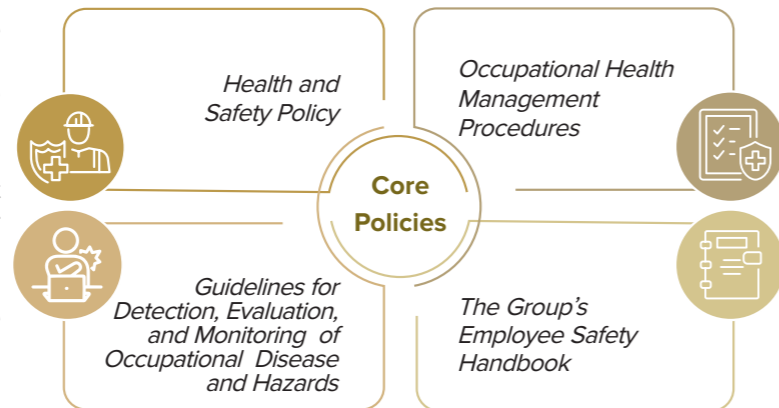 Health and
Safety Policy
Occupational Health
Management
Procedures
Core
Policies
Guidelines for
Detection, Evaluation,
and Monitoring of
Occupational Disease
and Hazards
The Group's
Employee Safety
Handbook